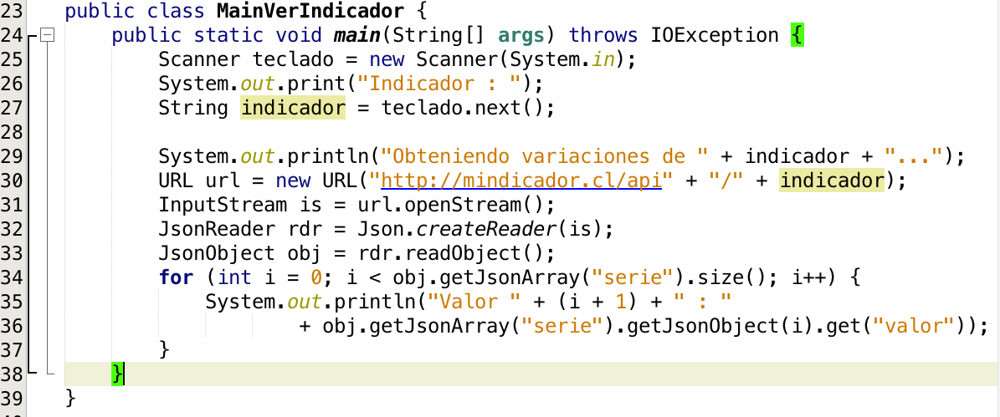 23 public class MainVerIndicador {
24 public static void main(String[] args) throws IOException {
25 Scanner teclado = new Scanner(System.in);
26 System.out.print("Indicador : ");
27 String indicador = teclado.next();
28
29 System.out.println("Obteniendo variaciones de " + indicador + "...");
30 URL url = new URL("http://mindicador.cl/api" + "/" + indicador);
31 InputStream is = url.openStream();
32 JsonReader rdr = Json.createReader(is);
33 JsonObject obj = rdr.readObject();
34 for (int i = 0; i < obj.getJsonArray("serie").size(); i++) {
35 System.out.println("Valor " + (i + 1) + " : "
36 + obj.getJsonArray("serie").getJsonObject(i).get("valor"));
37 }
38 }
39 }